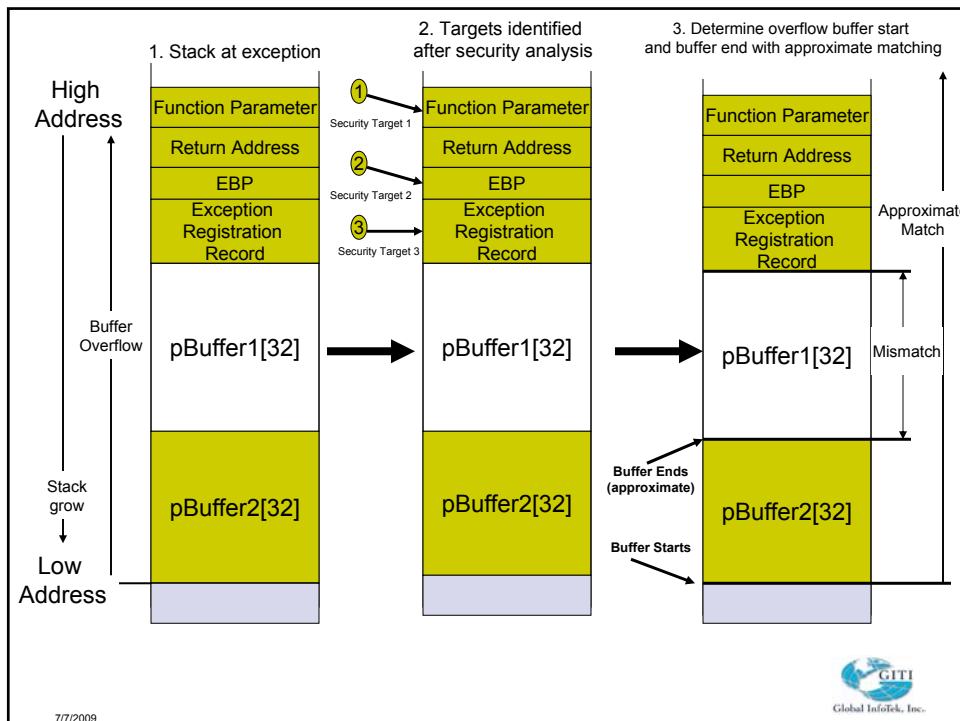 1. Stack at exception
2. Targets identified
after security analysis
3. Determine overflow buffer start
and buffer end with approximate matching
High
Address
Buffer
Overflow
Stack
grow
Low
Address
Function Parameter
Return Address
EBP
Exception
Registration
Record
pBuffer1[32]
pBuffer2[32]
1
Security Target 1
2
Security Target 2
3
Security Target 3
Function Parameter
Return Address
EBP
Exception
Registration
Record
pBuffer1[32]
pBuffer2[32]
Function Parameter
Return Address
EBP
Exception
Registration
Record
pBuffer1[32]
pBuffer2[32]
Buffer Ends
(approximate)
Buffer Starts
Approximate
Match
Mismatch
GITI
Global InfoTek, Inc.
7/7/2009